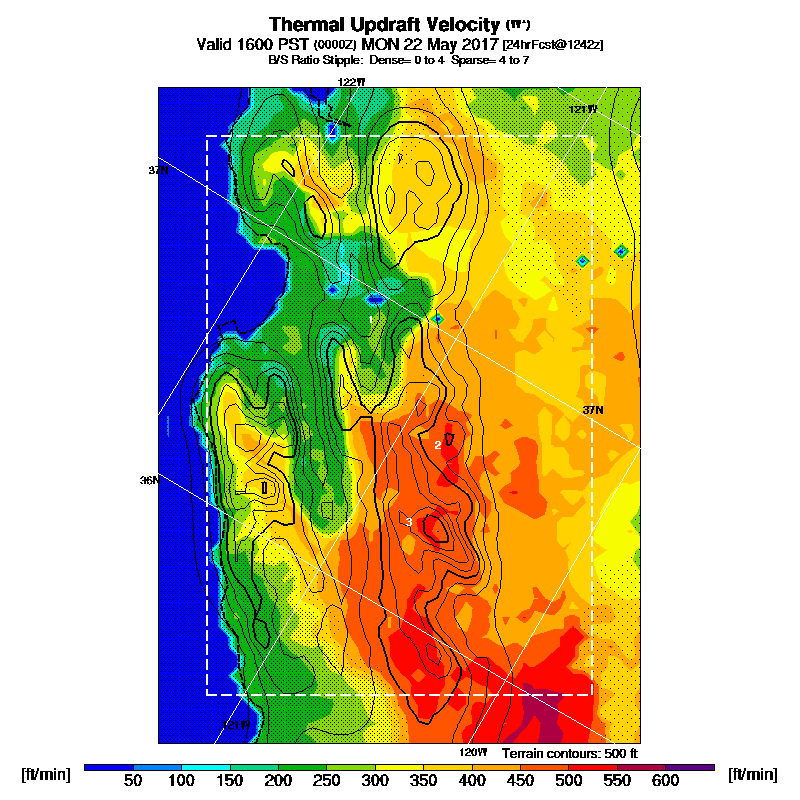 Thermal Updraft Velocity (W*)
Valid 1600 PST (0000Z) MON 22 May 2017 [24hrFcst@1242z]
B/S Ratio Stipple: Dense= 0 to 4 Sparse= 4 to 7
122W
121W
37N
1
37N
2
36N
3
121W
120W
Terrain contours: 500 ft
[ft/min] 50 100 150 200 250 300 350 400 450 500 550 600 [ft/min]